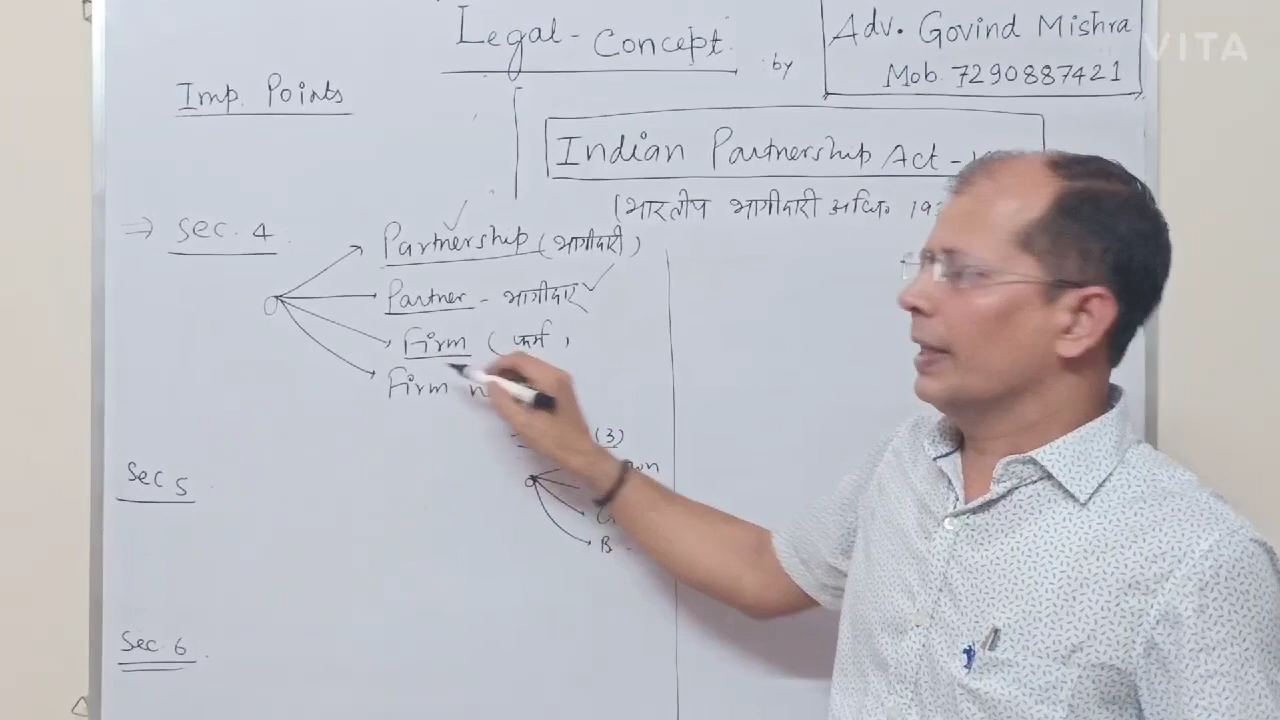 Legal - Concept.
by
Adv. Govind Mishra
Mob. 7290887421
VITA
Imp. Points
Indian Partnership Act -
(भारतीय भागीदारी अधि०
⇒ Sec. 4.
Partnership (भागीदारी)
Partner - भागीदार
Firm (फर्म)
Firm
(3)
B
Sec 5
Sec. 6